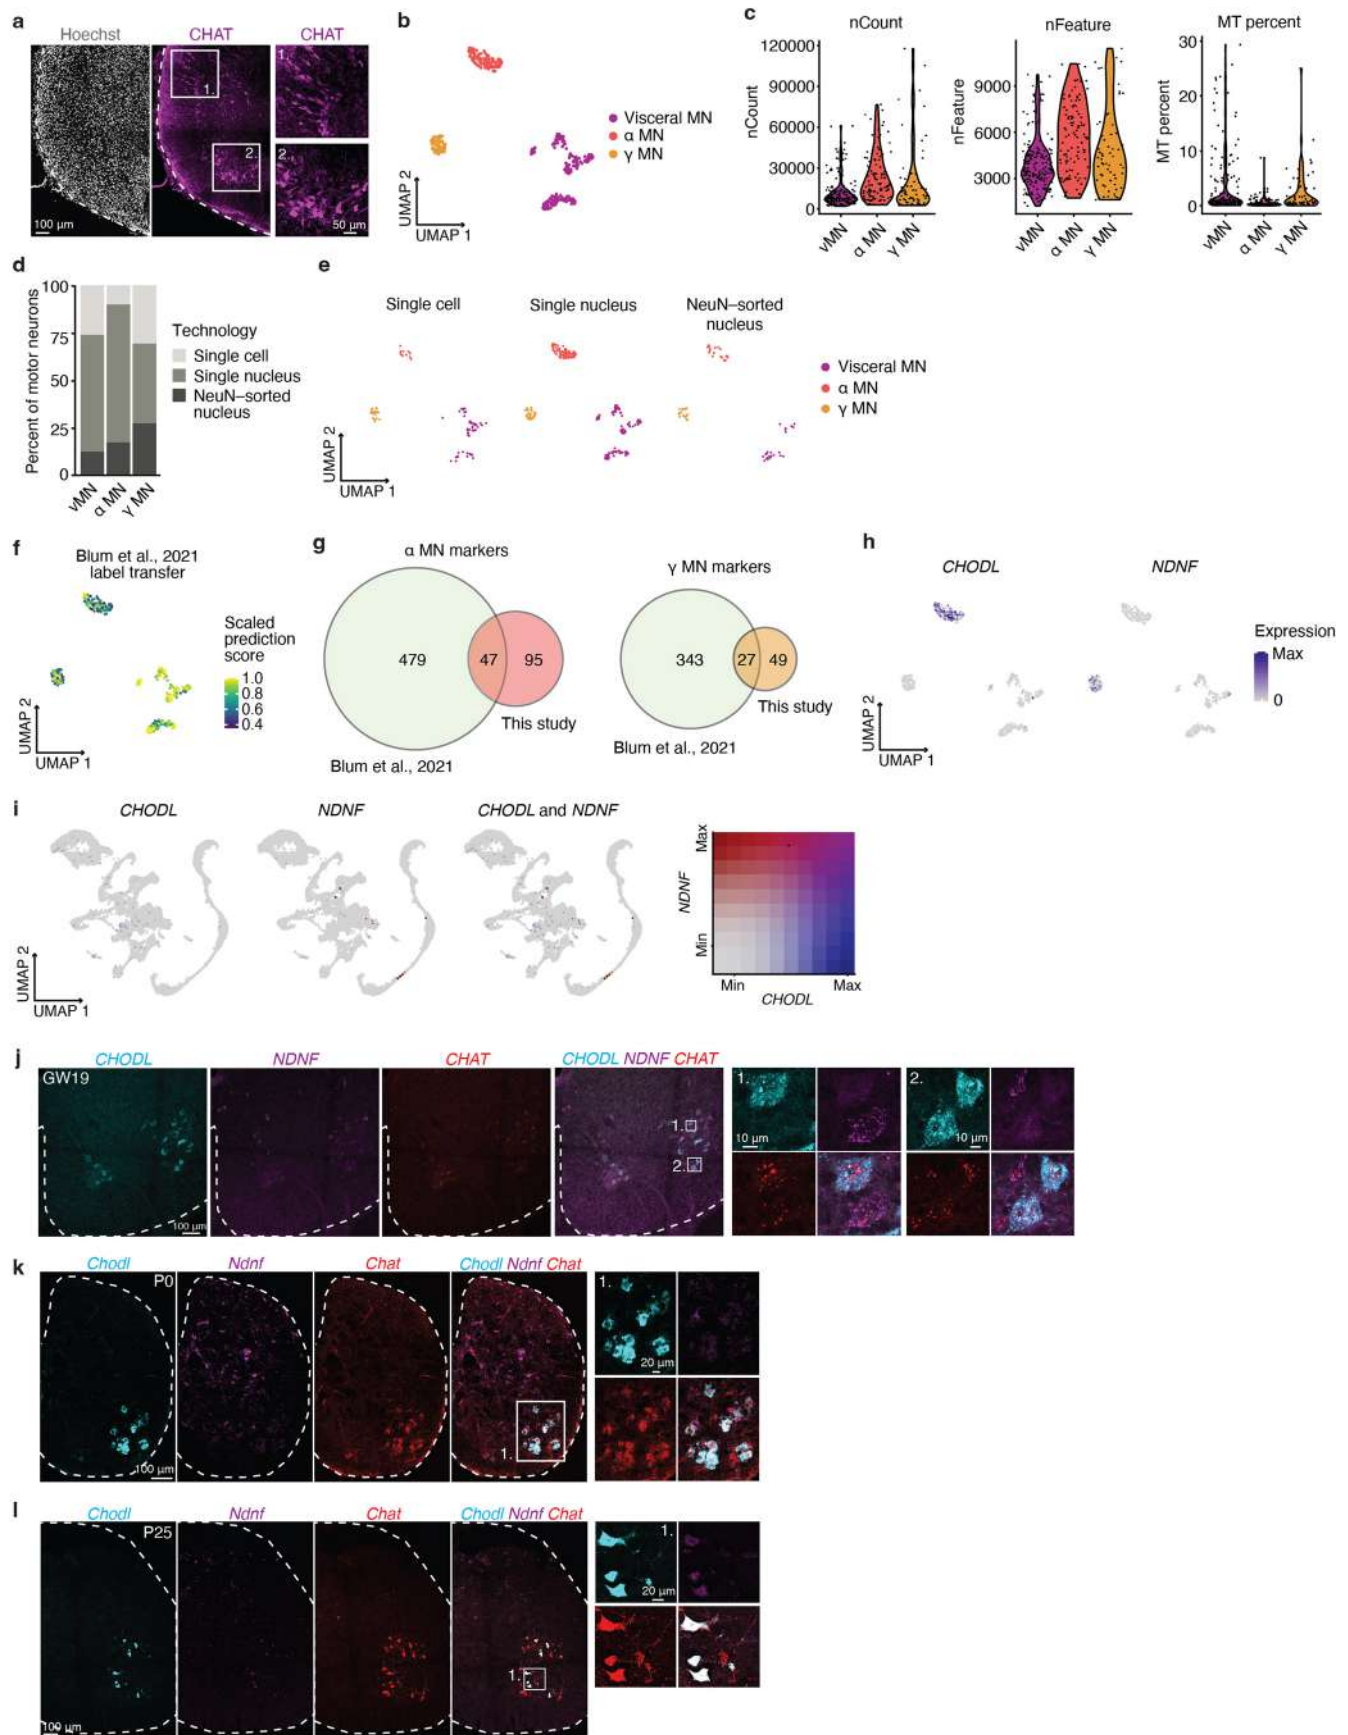 a
Hoechst
CHAT
CHAT
1.
2.
1.
2.
100 µm
50 µm
b
UMAP 2
UMAP 1
Visceral MN
α MN
γ MN
c
nCount
nCount
120000
90000
60000
30000
0
vMN
α MN
γ MN
nFeature
nFeature
9000
6000
3000
vMN
α MN
γ MN
MT percent
MT percent
30
20
10
0
vMN
α MN
γ MN
d
Percent of motor neurons
100
75
50
25
0
vMN
α MN
γ MN
Technology
Single cell
Single nucleus
NeuN–sorted
nucleus
e
Single cell
Single nucleus
NeuN–sorted
nucleus
UMAP 2
UMAP 1
Visceral MN
α MN
γ MN
f
Blum et al., 2021
label transfer
Scaled
prediction
score
1.0
0.8
0.6
0.4
UMAP 2
UMAP 1
g
α MN markers
479
47
95
This study
Blum et al., 2021
γ MN markers
343
27
49
This study
Blum et al., 2021
h
CHODL
NDNF
Expression
Max
0
UMAP 2
UMAP 1
i
CHODL
NDNF
CHODL and NDNF
UMAP 2
UMAP 1
NDNF
Max
Min
Min
Max
CHODL
j
CHODL
NDNF
CHAT
CHODL NDNF CHAT
GW19
100 µm
1.
2.
1.
10 µm
2.
10 µm
k
Chodl
Ndnf
Chat
Chodl Ndnf Chat
P0
100 µm
1.
1.
20 µm
l
Chodl
Ndnf
Chat
Chodl Ndnf Chat
P25
100 µm
1.
1.
20 µm